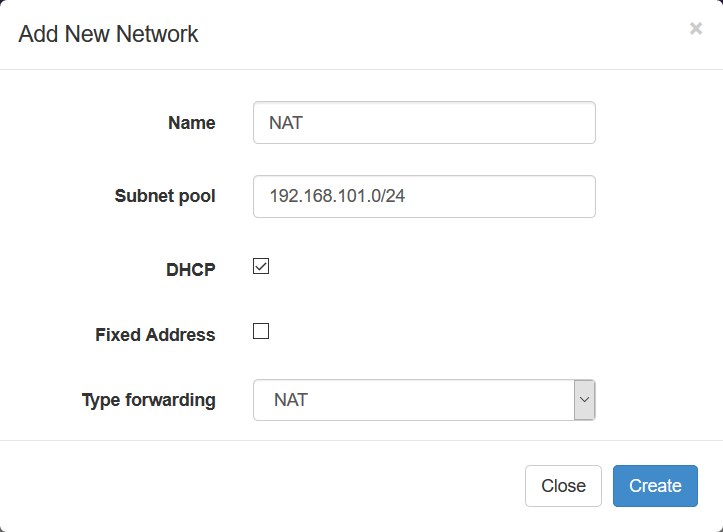 Add New Network ×
Name NAT
Subnet pool 192.168.101.0/24
DHCP
Fixed Address
Type forwarding NAT
Close Create